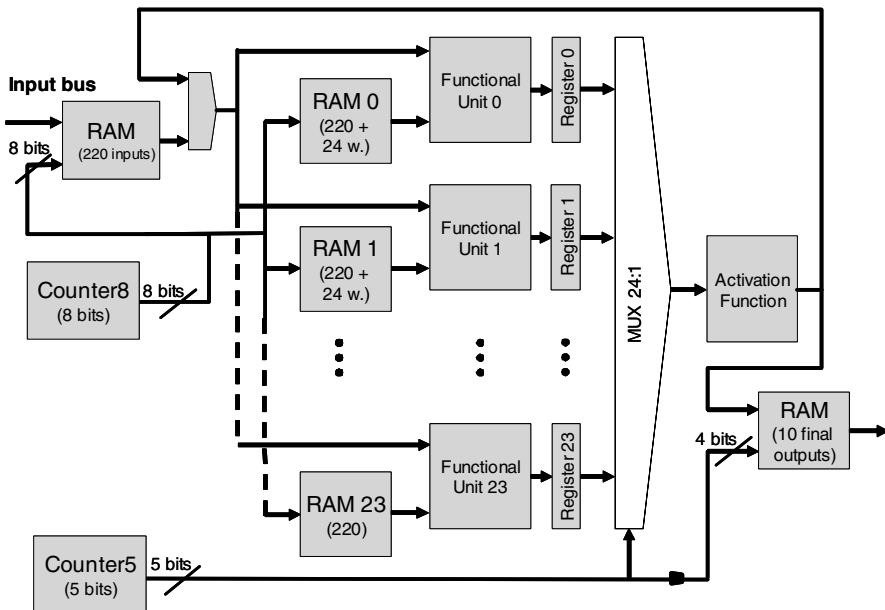 Input bus
RAM
(220 inputs)
8 bits
Counter8
(8 bits)
8 bits
RAM 0
(220 +
24 w.)
Functional
Unit 0
Register 0
RAM 1
(220 +
24 w.)
Functional
Unit 1
Register 1
RAM 23
(220)
Functional
Unit 23
Register 23
MUX 24:1
Activation
Function
RAM
(10 final
outputs)
4 bits
Counter5
(5 bits)
5 bits